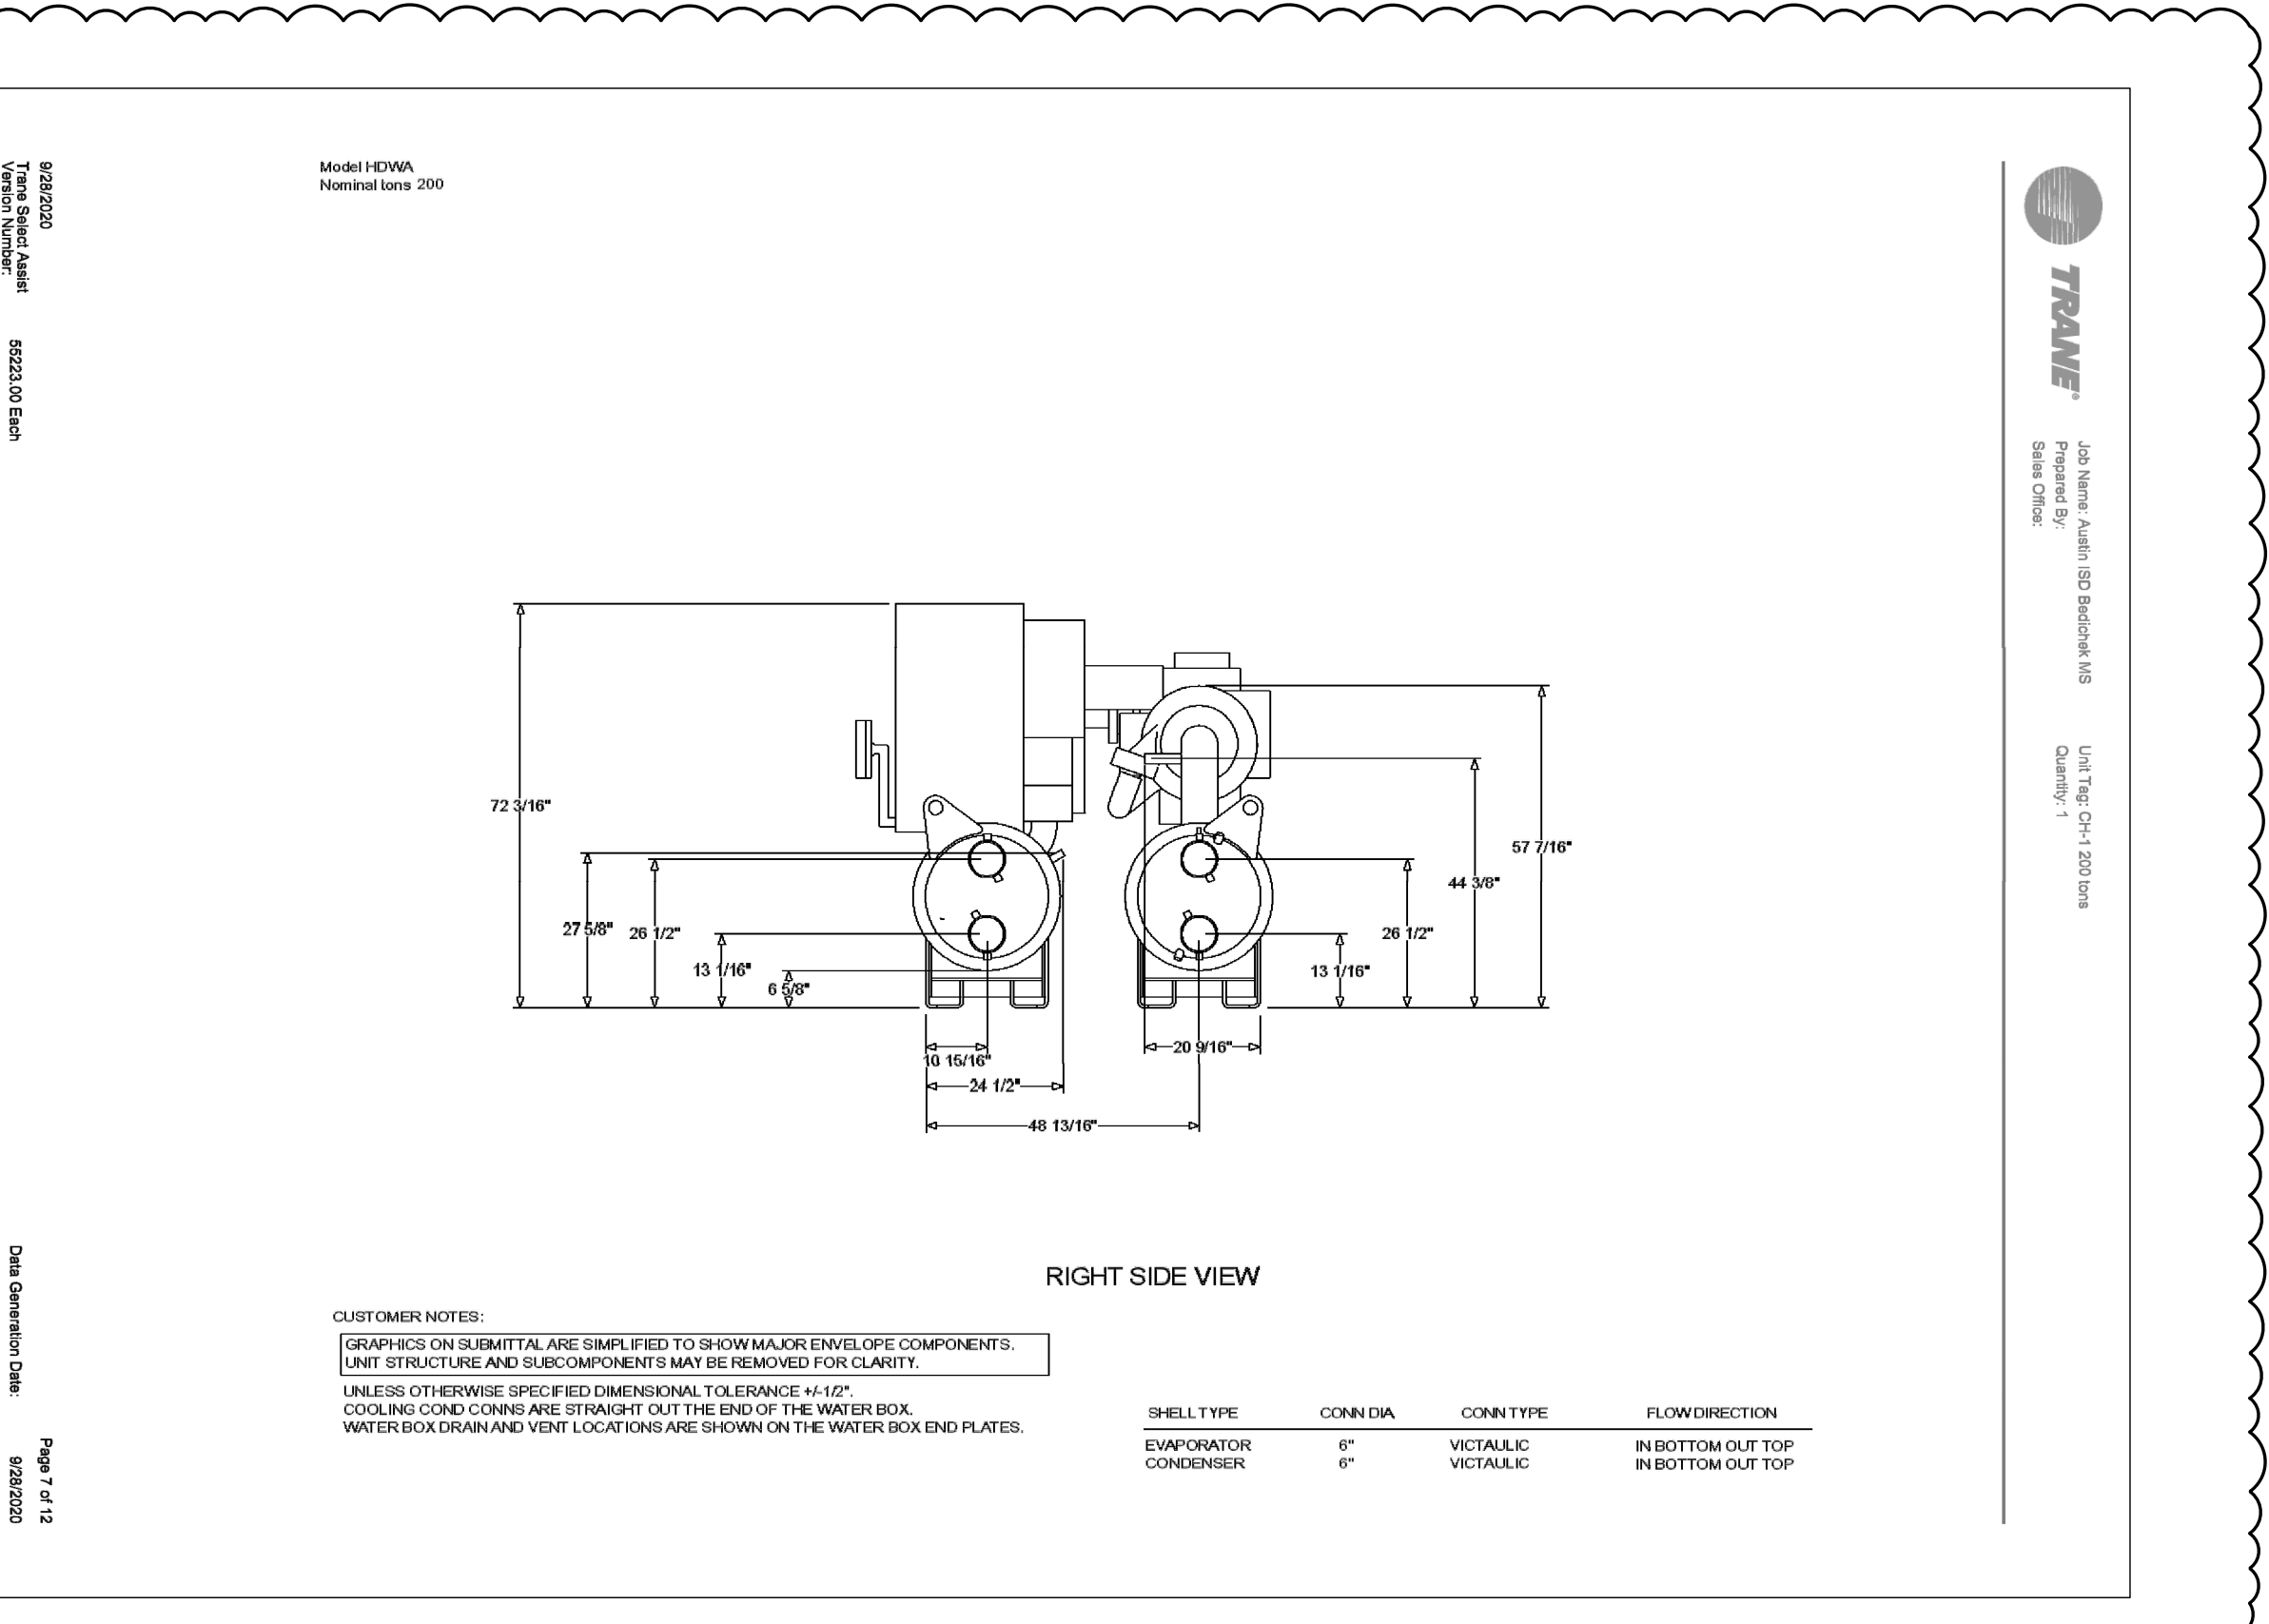 TRANE®
Job Name: Austin ISD Bedichek MS
Prepared By:
Sales Office:
Unit Tag: CH-1 200 tons
Quantity: 1
Model HDWA
Nominal tons 200
72 3/16"
27 5/8"
26 1/2"
13 1/16"
6 5/8"
57 7/16"
44 3/8"
26 1/2"
13 1/16"
10 15/16"
20 9/16"
24 1/2"
48 13/16"
RIGHT SIDE VIEW
CUSTOMER NOTES:
GRAPHICS ON SUBMITTAL ARE SIMPLIFIED TO SHOW MAJOR ENVELOPE COMPONENTS.
UNIT STRUCTURE AND SUBCOMPONENTS MAY BE REMOVED FOR CLARITY.
UNLESS OTHERWISE SPECIFIED DIMENSIONAL TOLERANCE +/-1/2".
COOLING COND CONNS ARE STRAIGHT OUT THE END OF THE WATER BOX.
WATER BOX DRAIN AND VENT LOCATIONS ARE SHOWN ON THE WATER BOX END PLATES.
SHELL TYPE CONN DIA CONN TYPE FLOW DIRECTION
EVAPORATOR 6" VICTAULIC IN BOTTOM OUT TOP
CONDENSER 6" VICTAULIC IN BOTTOM OUT TOP
9/28/2020 Page 7 of 12
Trane Select Assist
Version Number: 55223.00 Each Data Generation Date: 9/28/2020